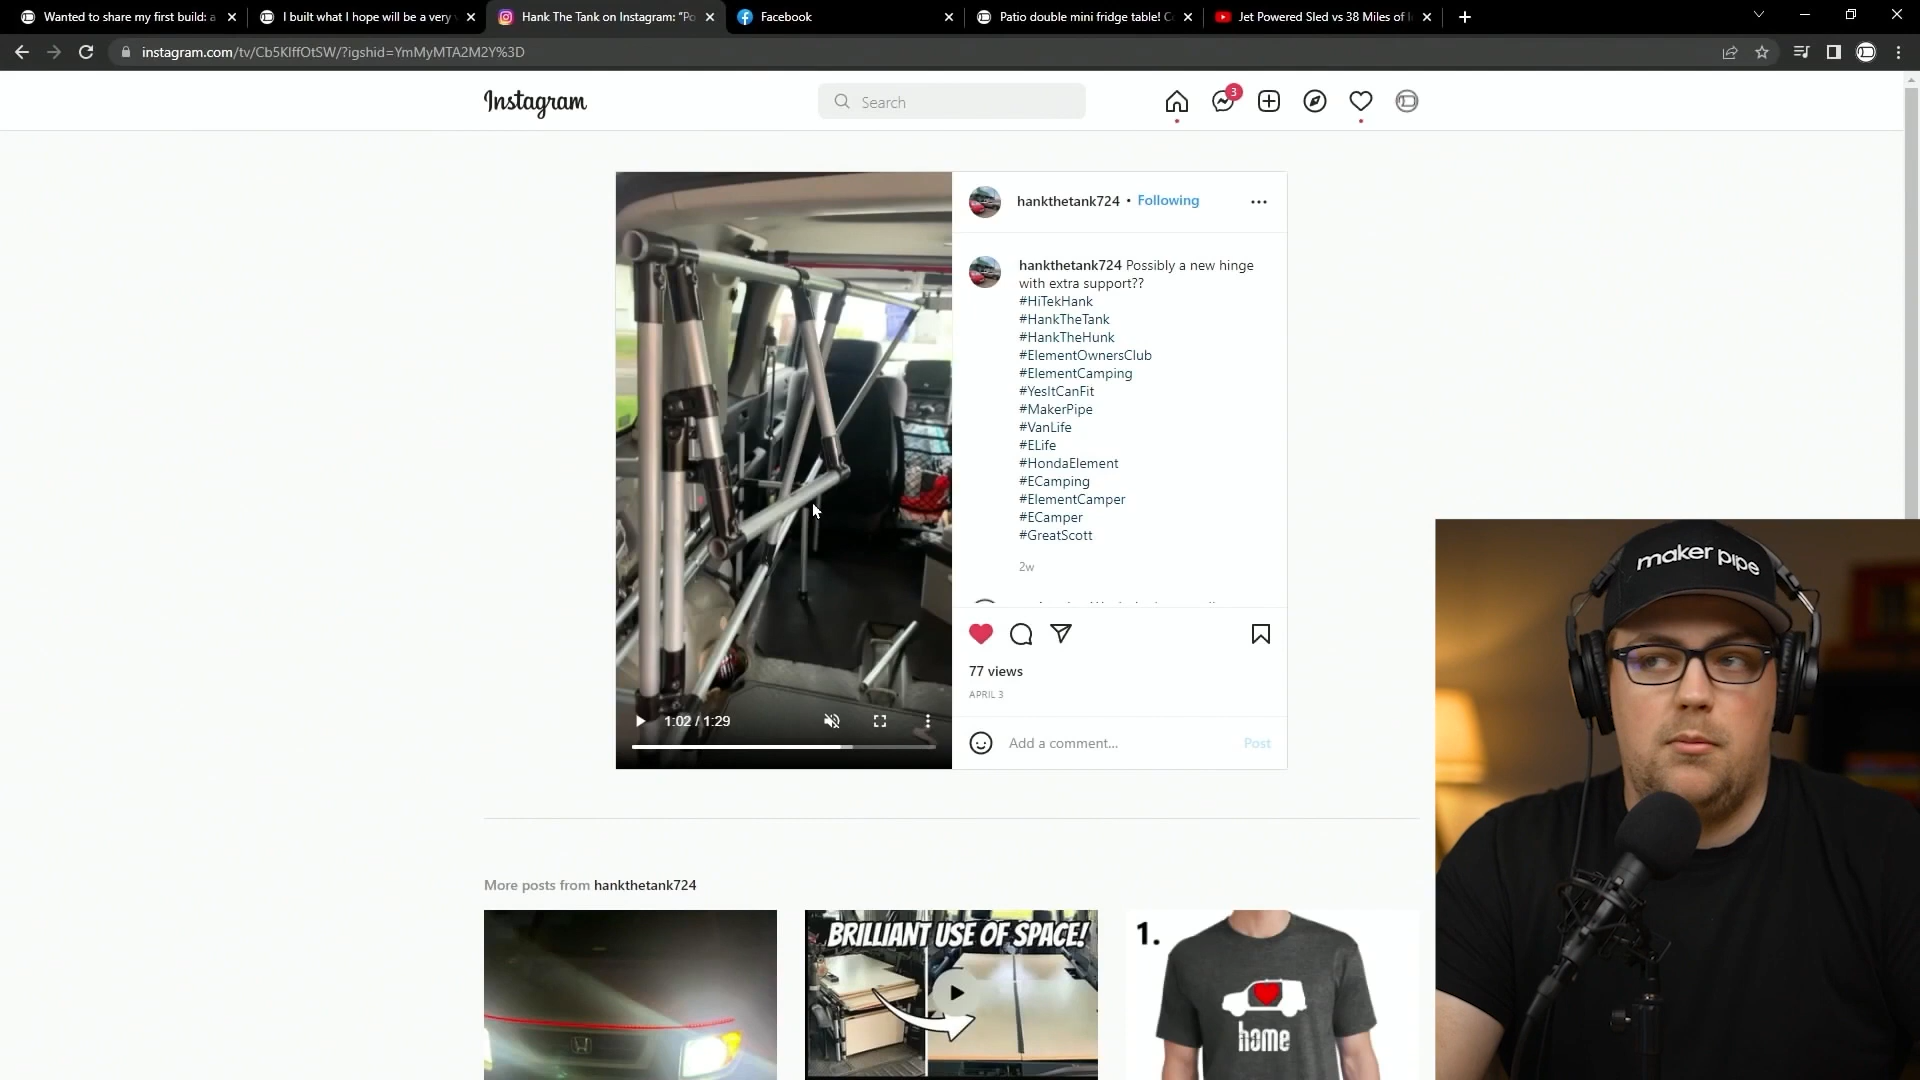 Wanted to share my first build: a
I built what I hope will be a very
Hank The Tank on Instagram: "Po
Facebook
Patio double mini fridge table! C
Jet Powered Sled vs 38 Miles of I
instagram.com/tv/Cb5KlffOtSW/?igshid=YmMyMTA2M2Y%3D
Instagram
Search
3
hankthetank724 • Following
hankthetank724 Possibly a new hinge
with extra support??
#HiTekHank
#HankTheTank
#HankTheHunk
#ElementOwnersClub
#ElementCamping
#YesItCanFit
#MakerPipe
#VanLife
#ELife
#HondaElement
#ECamping
#ElementCamper
#ECamper
#GreatScott
2w
77 views
APRIL 3
1:02 / 1:29
Add a comment...
Post
maker pipe
More posts from hankthetank724
BRILLIANT USE OF SPACE!
1.
home